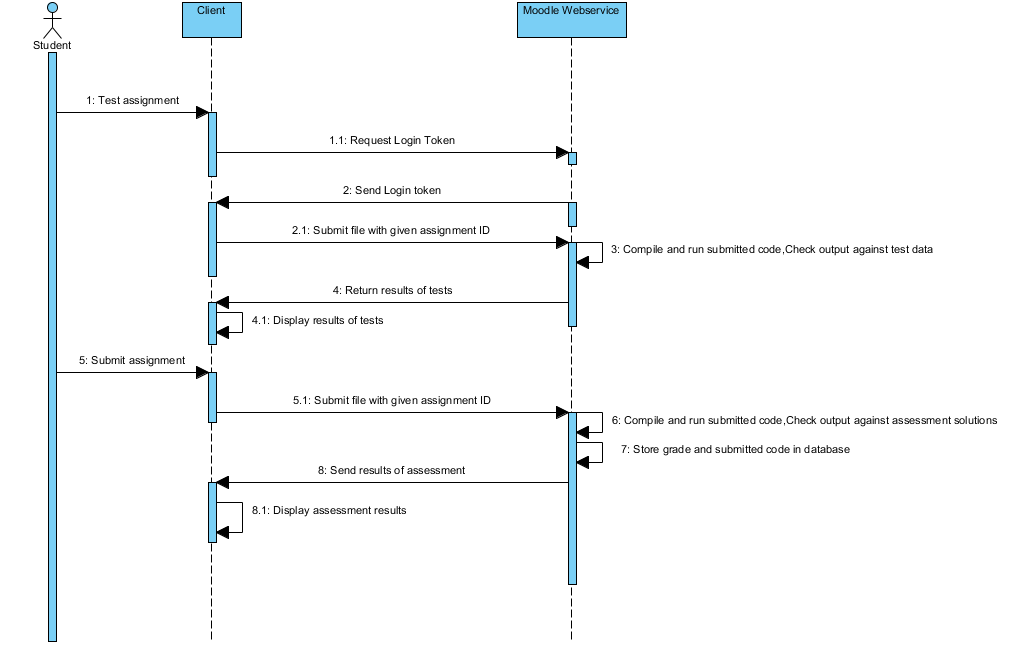 Student
Client
Moodle Webservice
1: Test assignment
1.1: Request Login Token
2: Send Login token
2.1: Submit file with given assignment ID
3: Compile and run submitted code,Check output against test data
4: Return results of tests
4.1: Display results of tests
5: Submit assignment
5.1: Submit file with given assignment ID
6: Compile and run submitted code,Check output against assessment solutions
7: Store grade and submitted code in database
8: Send results of assessment
8.1: Display assessment results